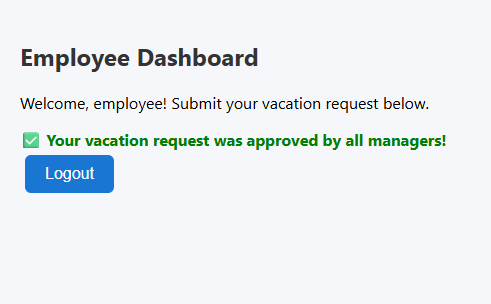 Employee Dashboard
Welcome, employee! Submit your vacation request below.
✅ Your vacation request was approved by all managers!
Logout